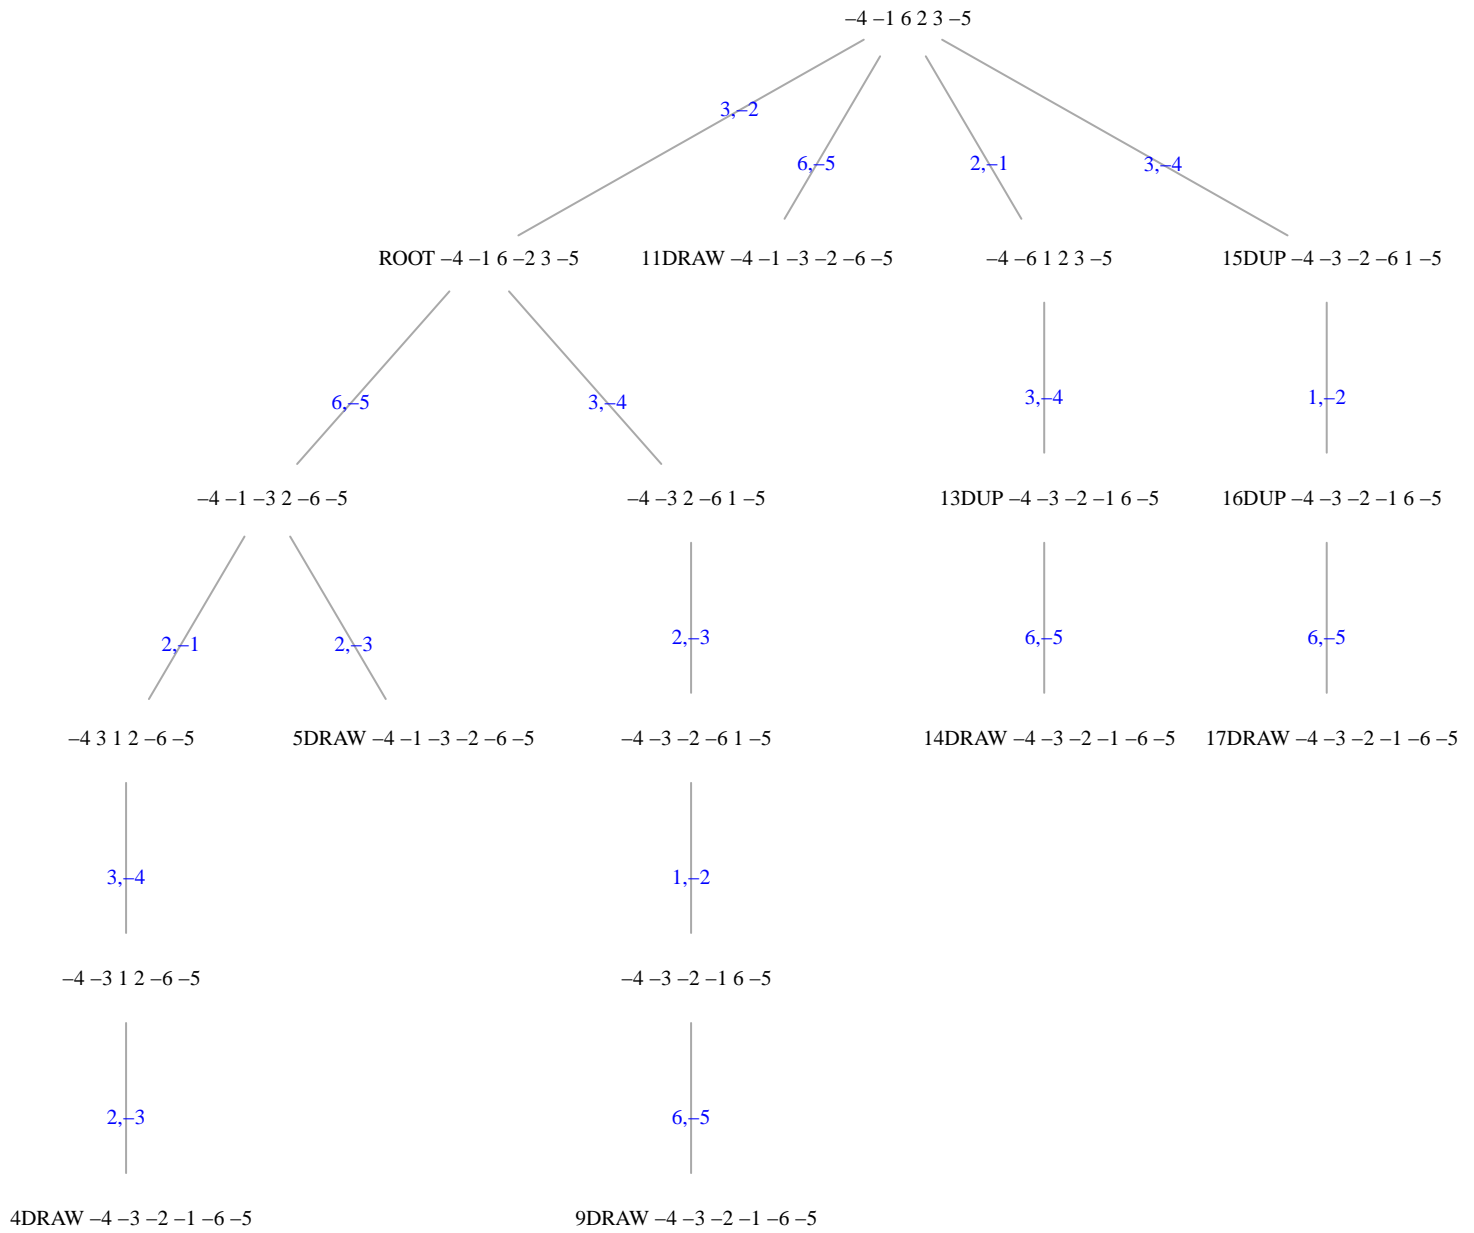 –4 –1 6 2 3 –5
3,–2
6,–5
2,–1
3,–4
ROOT –4 –1 6 –2 3 –5
11DRAW –4 –1 –3 –2 –6 –5
–4 –6 1 2 3 –5
15DUP –4 –3 –2 –6 1 –5
6,–5
3,–4
3,–4
1,–2
–4 –1 –3 2 –6 –5
–4 –3 2 –6 1 –5
13DUP –4 –3 –2 –1 6 –5
16DUP –4 –3 –2 –1 6 –5
2,–1
2,–3
2,–3
6,–5
6,–5
–4 3 1 2 –6 –5
5DRAW –4 –1 –3 –2 –6 –5
–4 –3 –2 –6 1 –5
14DRAW –4 –3 –2 –1 –6 –5
17DRAW –4 –3 –2 –1 –6 –5
3,–4
1,–2
–4 –3 1 2 –6 –5
–4 –3 –2 –1 6 –5
2,–3
6,–5
4DRAW –4 –3 –2 –1 –6 –5
9DRAW –4 –3 –2 –1 –6 –5